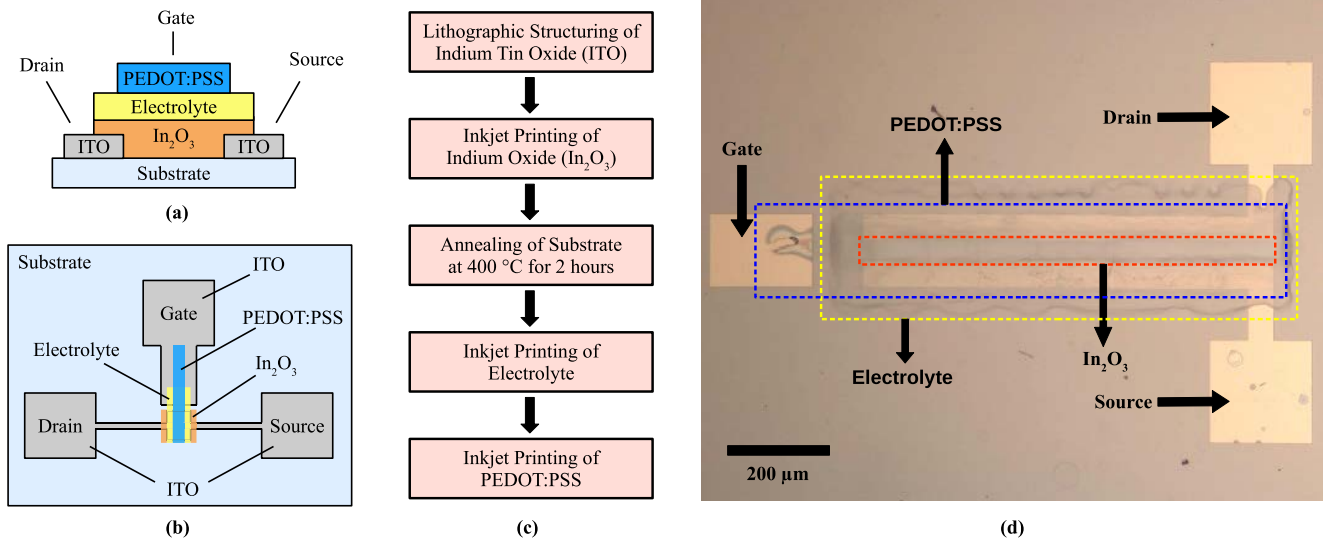 Gate
Drain
Source
PEDOT:PSS
Electrolyte
In₂O₃
ITO
ITO
Substrate
(a)
Substrate
ITO
Gate
PEDOT:PSS
Electrolyte
In₂O₃
Drain
Source
ITO
(b)
Lithographic Structuring of
Indium Tin Oxide (ITO)
Inkjet Printing of
Indium Oxide (In₂O₃)
Annealing of Substrate
at 400 °C for 2 hours
Inkjet Printing of
Electrolyte
Inkjet Printing of
PEDOT:PSS
(c)
Drain
PEDOT:PSS
Gate
In₂O₃
Electrolyte
Source
200 µm
(d)